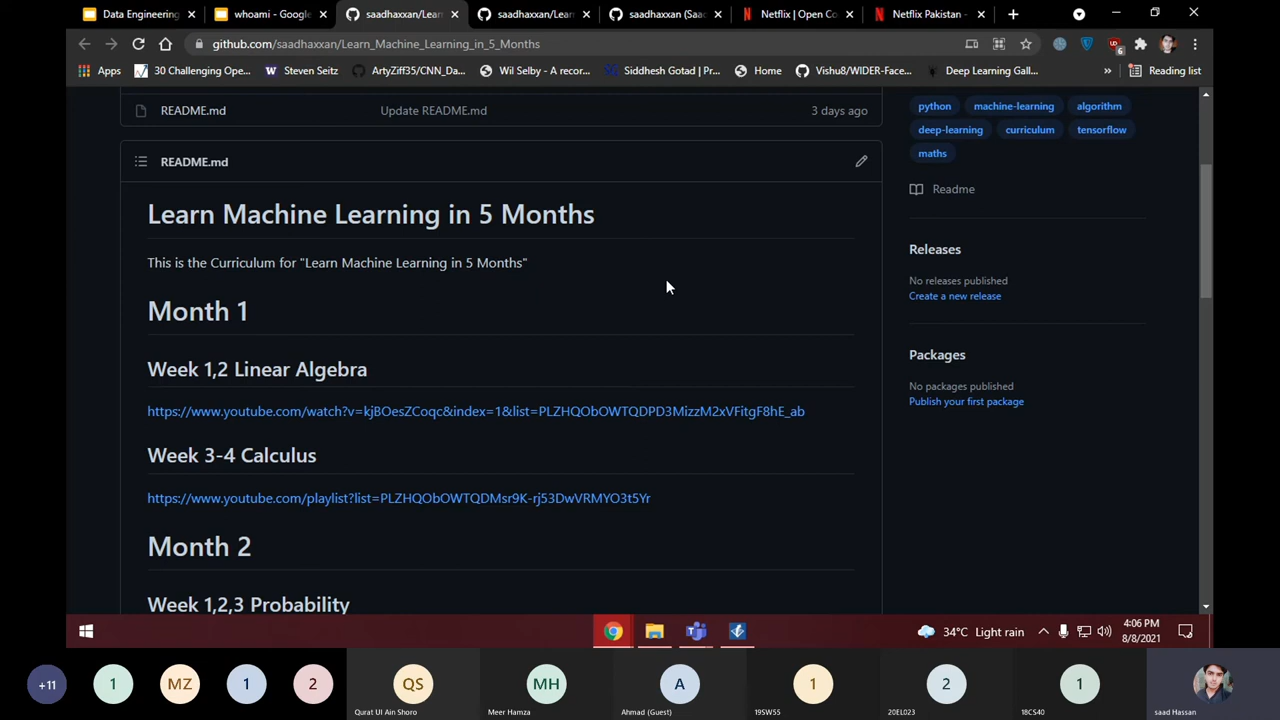 Data Engineering
whoami - Google
saadhaxxan/Lear
saadhaxxan/Learn
saadhaxxan (Saad
Netflix | Open Co
Netflix Pakistan -
github.com/saadhaxxan/Learn_Machine_Learning_in_5_Months
6
Apps
30 Challenging Ope...
Steven Seitz
ArtyZiff35/CNN_Da...
Wil Selby - A recor...
Siddhesh Gotad | Pr...
Home
Vishu8/WIDER-Face...
Deep Learning Gall...
»
Reading list
README.md
Update README.md
3 days ago
README.md
Learn Machine Learning in 5 Months
This is the Curriculum for "Learn Machine Learning in 5 Months"
Month 1
Week 1,2 Linear Algebra
https://www.youtube.com/watch?v=kjBOesZCoqc&index=1&list=PLZHQObOWTQDPD3MizzM2xVFitgF8hE_ab
Week 3-4 Calculus
https://www.youtube.com/playlist?list=PLZHQObOWTQDMsr9K-rj53DwVRMYO3t5Yr
Month 2
Week 1,2,3 Probability
python
machine-learning
algorithm
deep-learning
curriculum
tensorflow
maths
Readme
Releases
No releases published
Create a new release
Packages
No packages published
Publish your first package
34°C Light rain
4:06 PM
8/8/2021
+11
1
MZ
1
2
QS
MH
A
1
2
1
Qurat Ul Ain Shoro
Meer Hamza
Ahmad (Guest)
19SW55
20EL023
18CS40
saad Hassan